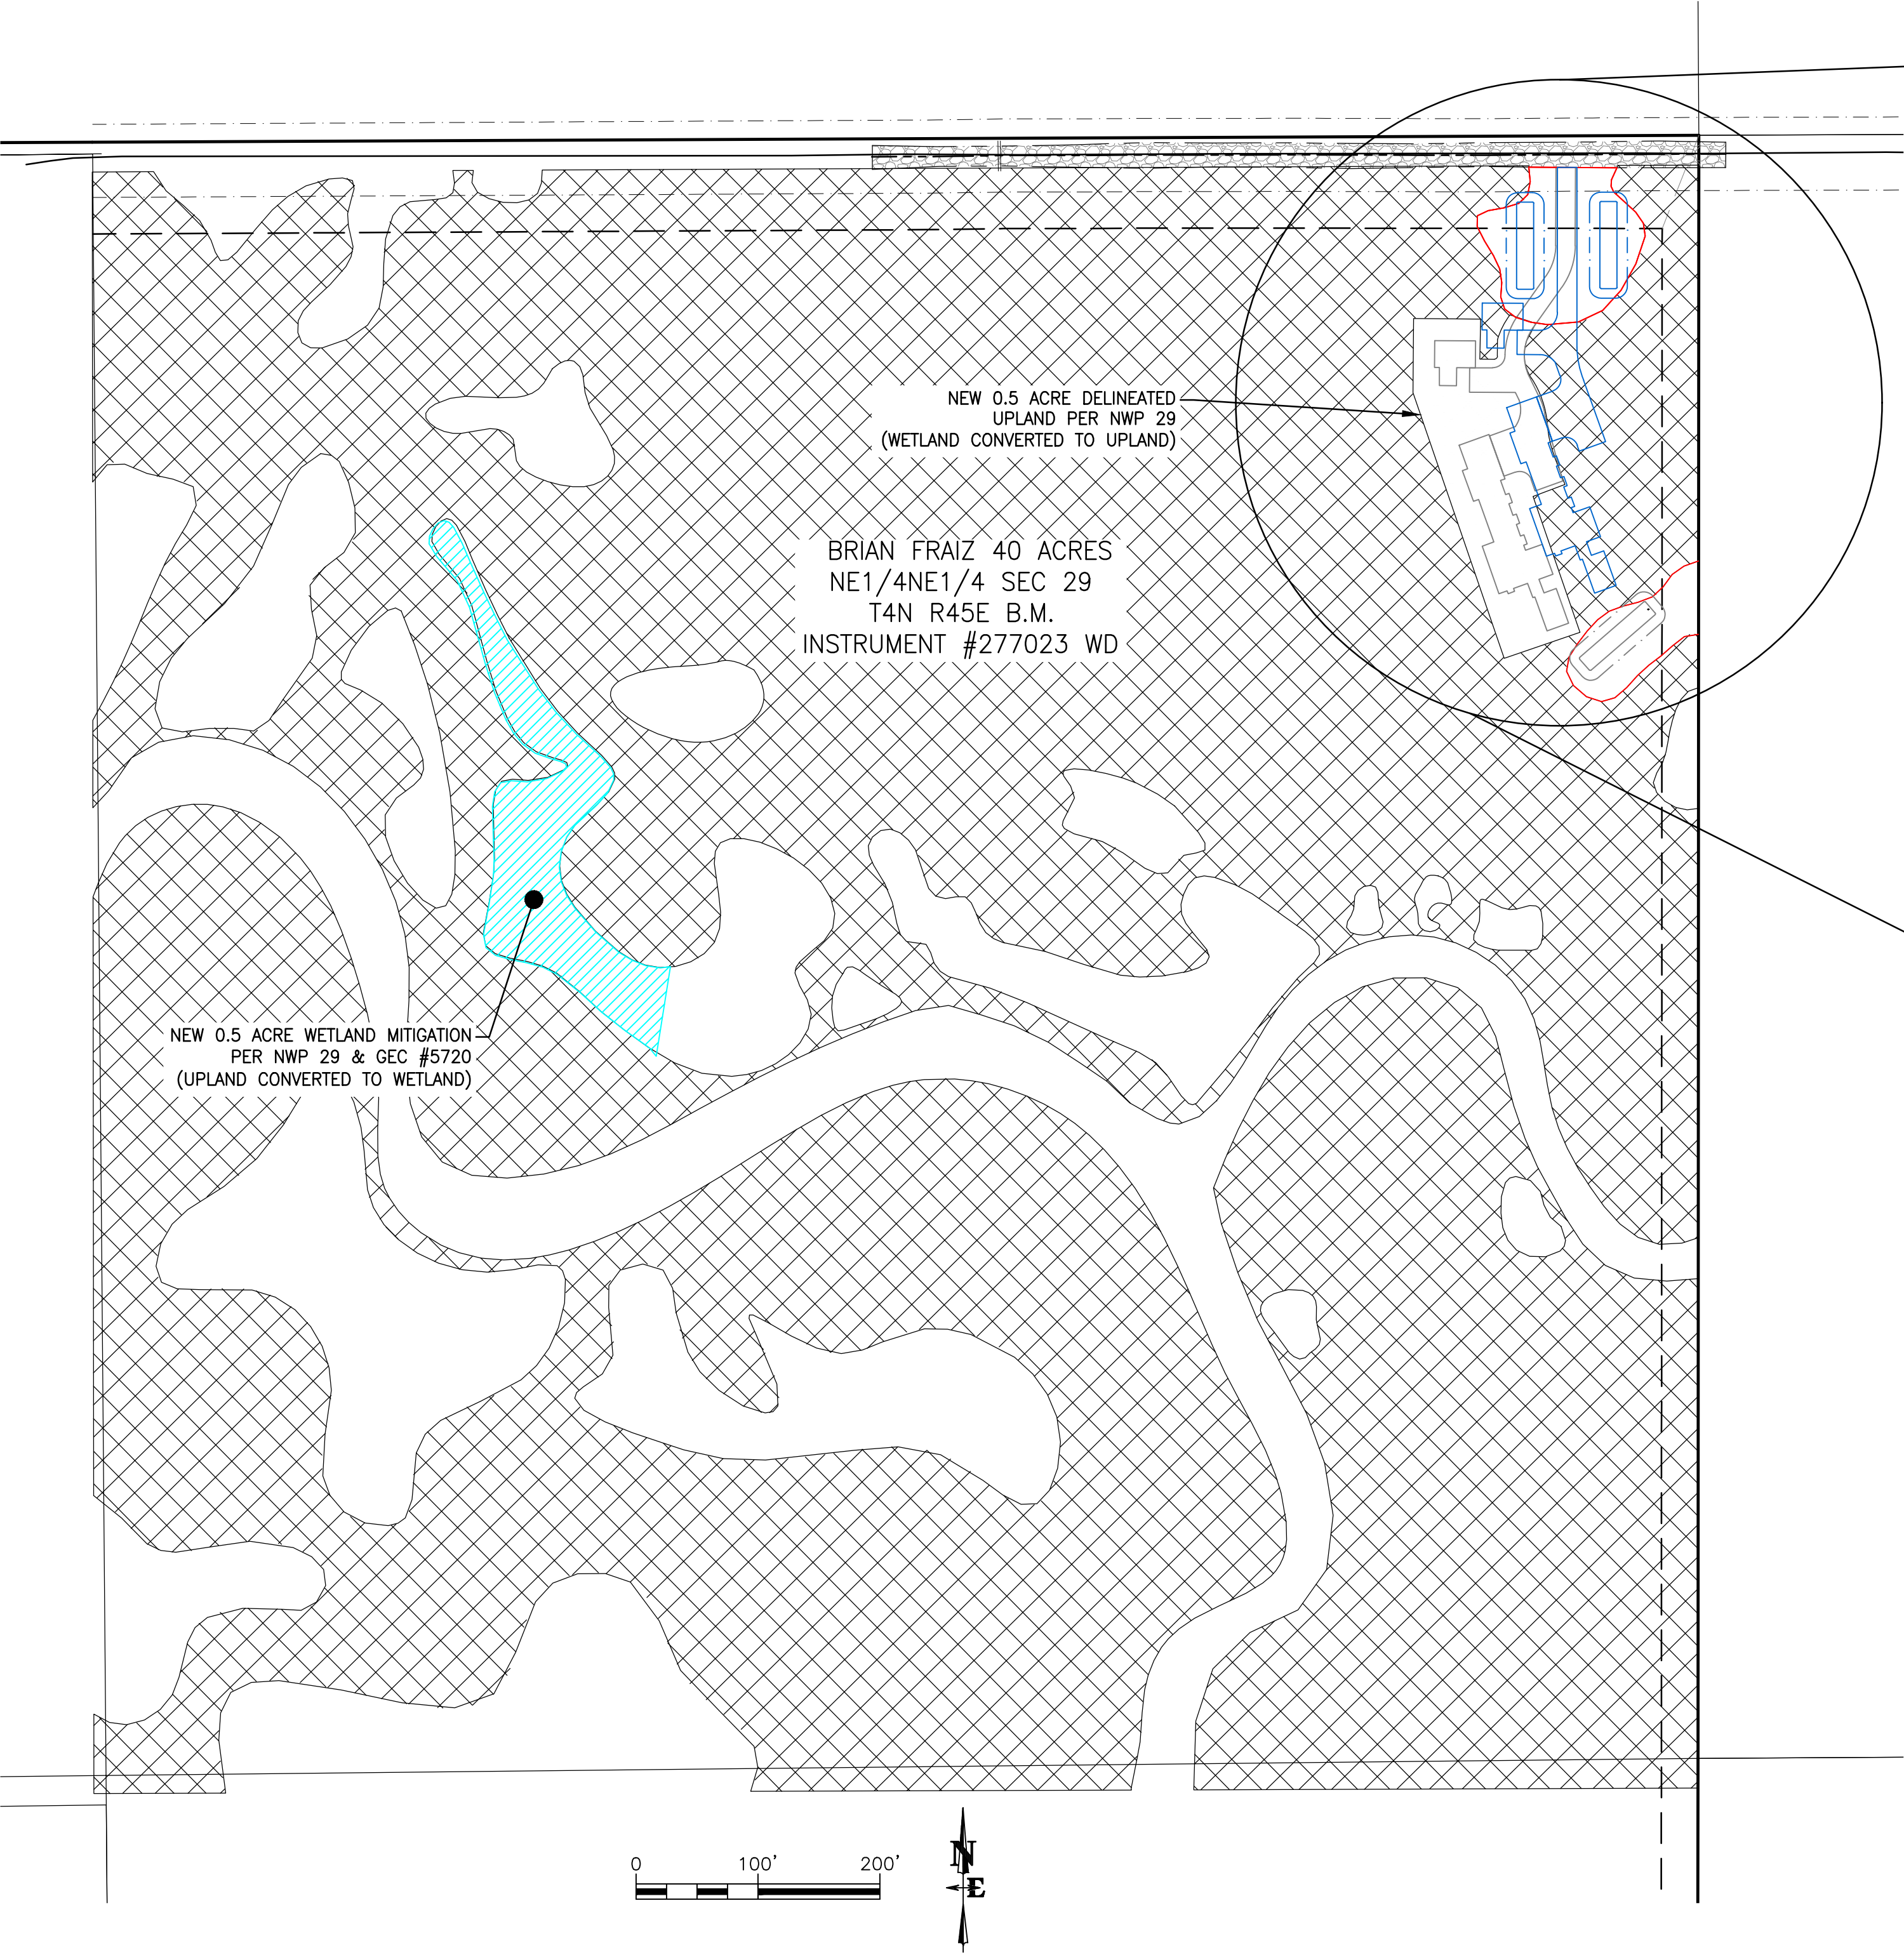 NEW 0.5 ACRE DELINEATED
UPLAND PER NWP 29
(WETLAND CONVERTED TO UPLAND)
BRIAN FRAIZ 40 ACRES
NE1/4NE1/4 SEC 29
T4N R45E B.M.
INSTRUMENT #277023 WD
NEW 0.5 ACRE WETLAND MITIGATION
PER NWP 29 & GEC #5720
(UPLAND CONVERTED TO WETLAND)
0 100' 200'
N
E